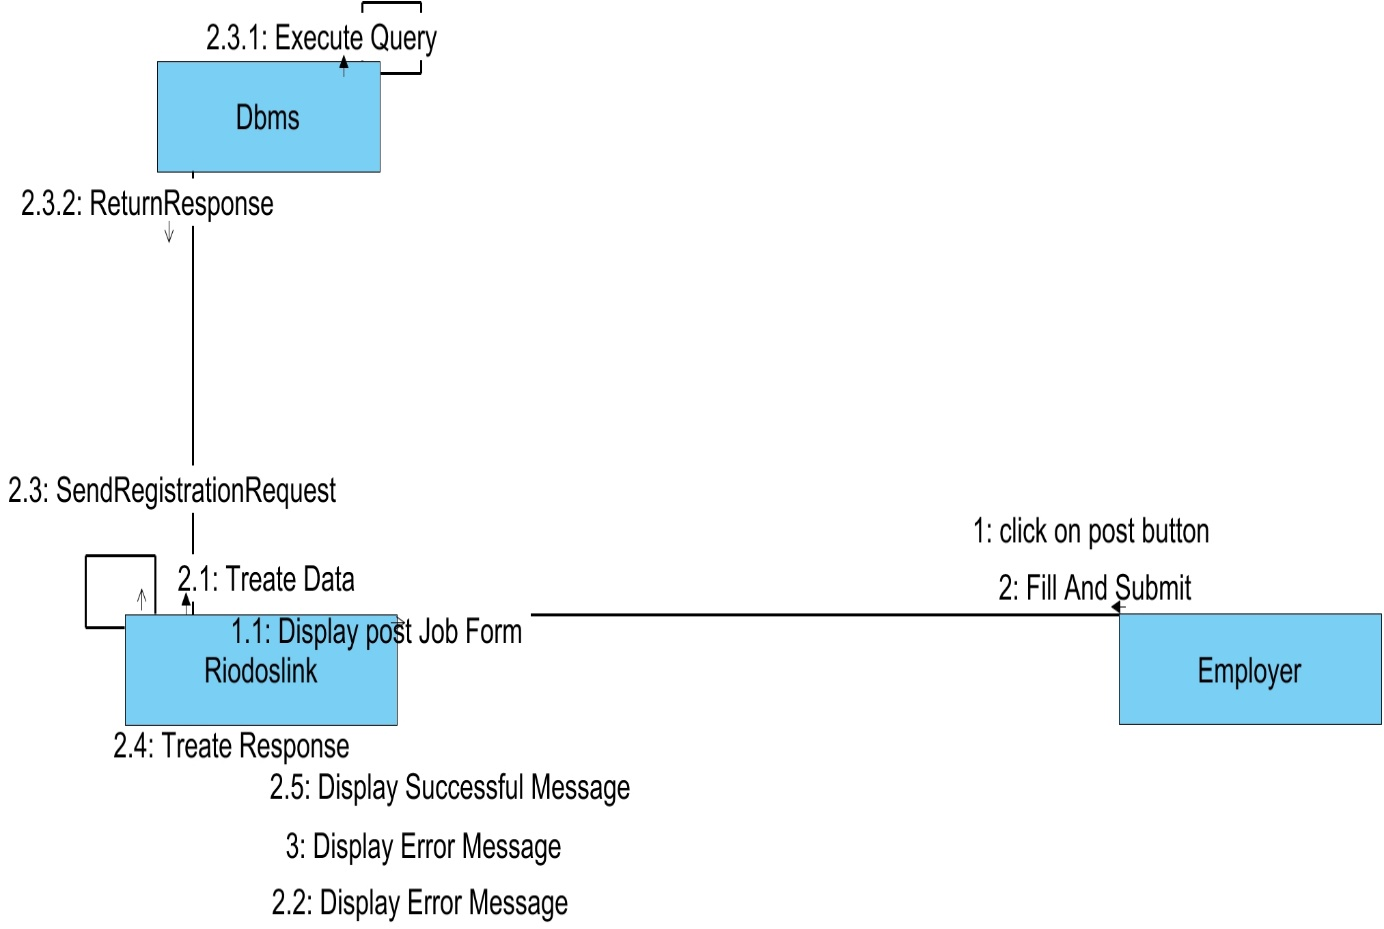 2.3.1: Execute Query
Dbms
2.3.2: ReturnResponse
2.3: SendRegistrationRequest
1: click on post button
2.1: Treate Data
2: Fill And Submit
1.1: Display post Job Form
Riodoslink
Employer
2.4: Treate Response
2.5: Display Successful Message
3: Display Error Message
2.2: Display Error Message